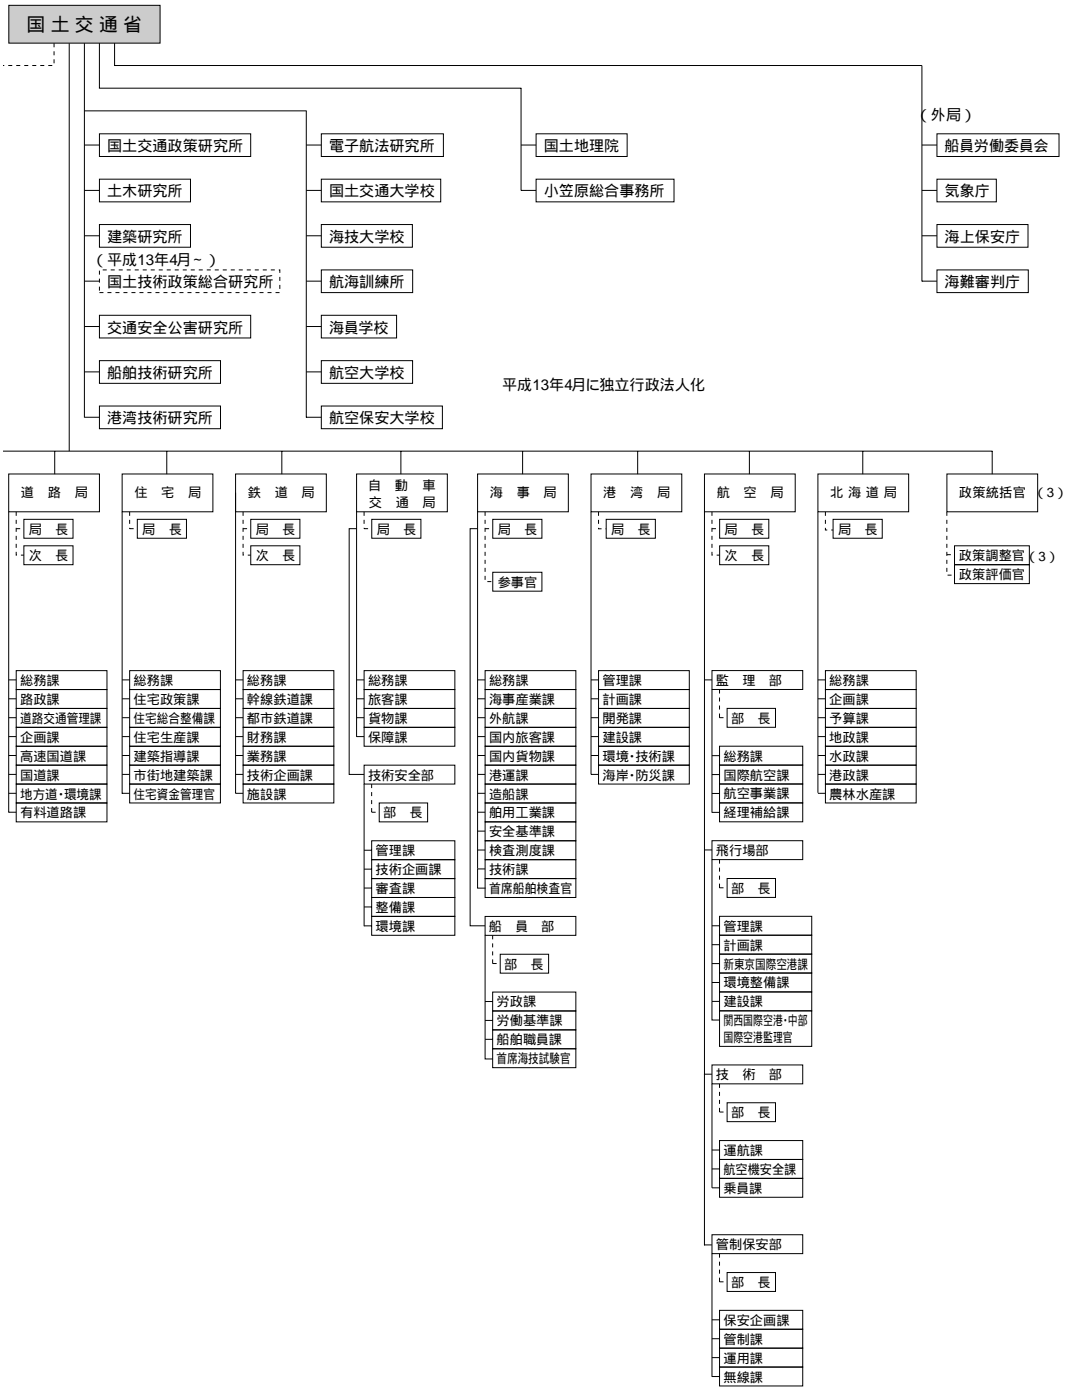 国土交通省
(外局)
国土交通政策研究所
土木研究所
建築研究所
(平成13年4月~)
国土技術政策総合研究所
交通安全公害研究所
船舶技術研究所
港湾技術研究所
電子航法研究所
国土交通大学校
海技大学校
航海訓練所
海員学校
航空大学校
航空保安大学校
国土地理院
小笠原総合事務所
船員労働委員会
気象庁
海上保安庁
海難審判庁
平成13年4月に独立行政法人化
道路局
局長
次長
総務課
路政課
道路交通管理課
企画課
高速国道課
国道課
地方道・環境課
有料道路課
住宅局
局長
総務課
住宅政策課
住宅総合整備課
住宅生産課
建築指導課
市街地建築課
住宅資金管理官
鉄道局
局長
次長
総務課
幹線鉄道課
都市鉄道課
財務課
業務課
技術企画課
施設課
自動車
交通局
局長
総務課
旅客課
貨物課
保障課
技術安全部
部長
管理課
技術企画課
審査課
整備課
環境課
海事局
局長
参事官
総務課
海事産業課
外航課
国内旅客課
国内貨物課
港運課
造船課
舶用工業課
安全基準課
検査測度課
技術課
首席船舶検査官
船員部
部長
労政課
労働基準課
船舶職員課
首席海技試験官
港湾局
局長
管理課
計画課
開発課
建設課
環境・技術課
海岸・防災課
航空局
局長
次長
監理部
部長
総務課
国際航空課
航空事業課
経理補給課
飛行場部
部長
管理課
計画課
新東京国際空港課
環境整備課
建設課
関西国際空港・中部
国際空港監理官
技術部
部長
運航課
航空機安全課
乗員課
管制保安部
部長
保安企画課
管制課
運用課
無線課
北海道局
局長
総務課
企画課
予算課
地政課
水政課
港政課
農林水産課
政策統括官(3)
政策調整官(3)
政策評価官